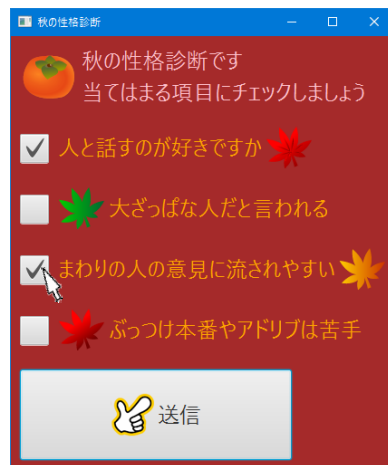 秋の性格診断
秋の性格診断です
当てはまる項目にチェックしましょう
人と話すのが好きですか
大ざっぱな人だと言われる
まわりの人の意見に流されやすい
ぶっつけ本番やアドリブは苦手
送信